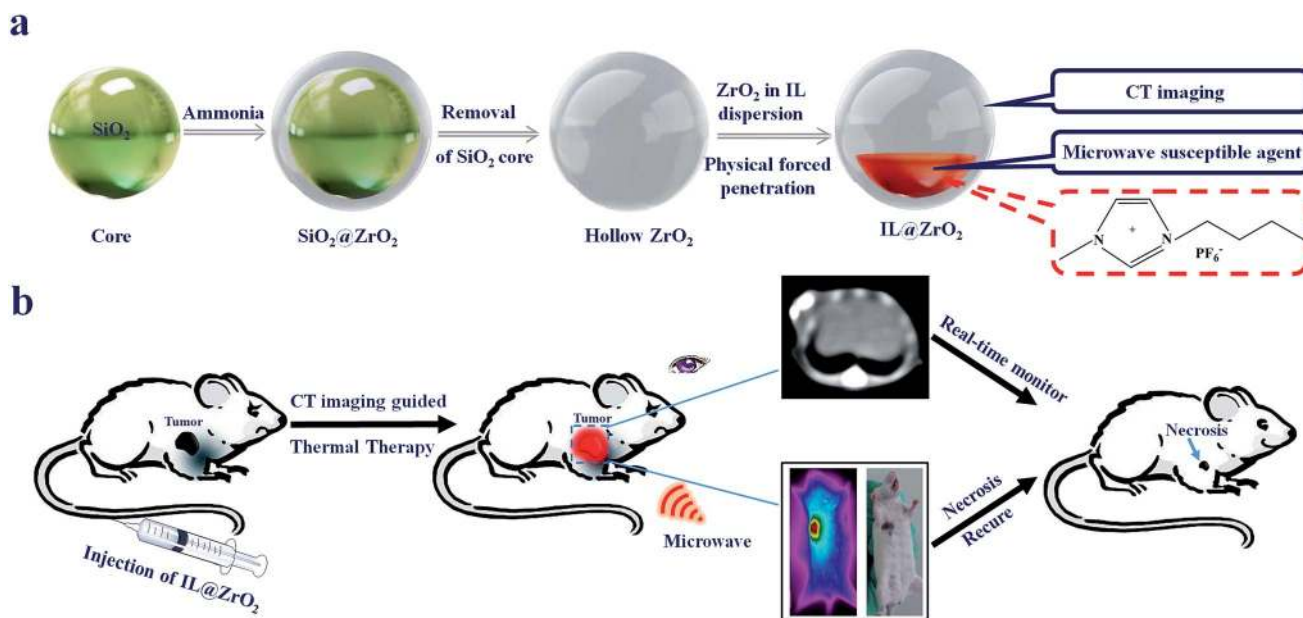 a
SiO₂
Core
Ammonia
SiO₂@ZrO₂
Removal
of SiO₂ core
Hollow ZrO₂
ZrO₂ in IL
dispersion
Physical forced
penetration
IL@ZrO₂
CT imaging
Microwave susceptible agent
N
+
N
PF₆⁻
b
Tumor
Injection of IL@ZrO₂
CT imaging guided
Thermal Therapy
Tumor
Microwave
Real-time monitor
Necrosis
Recure
Necrosis